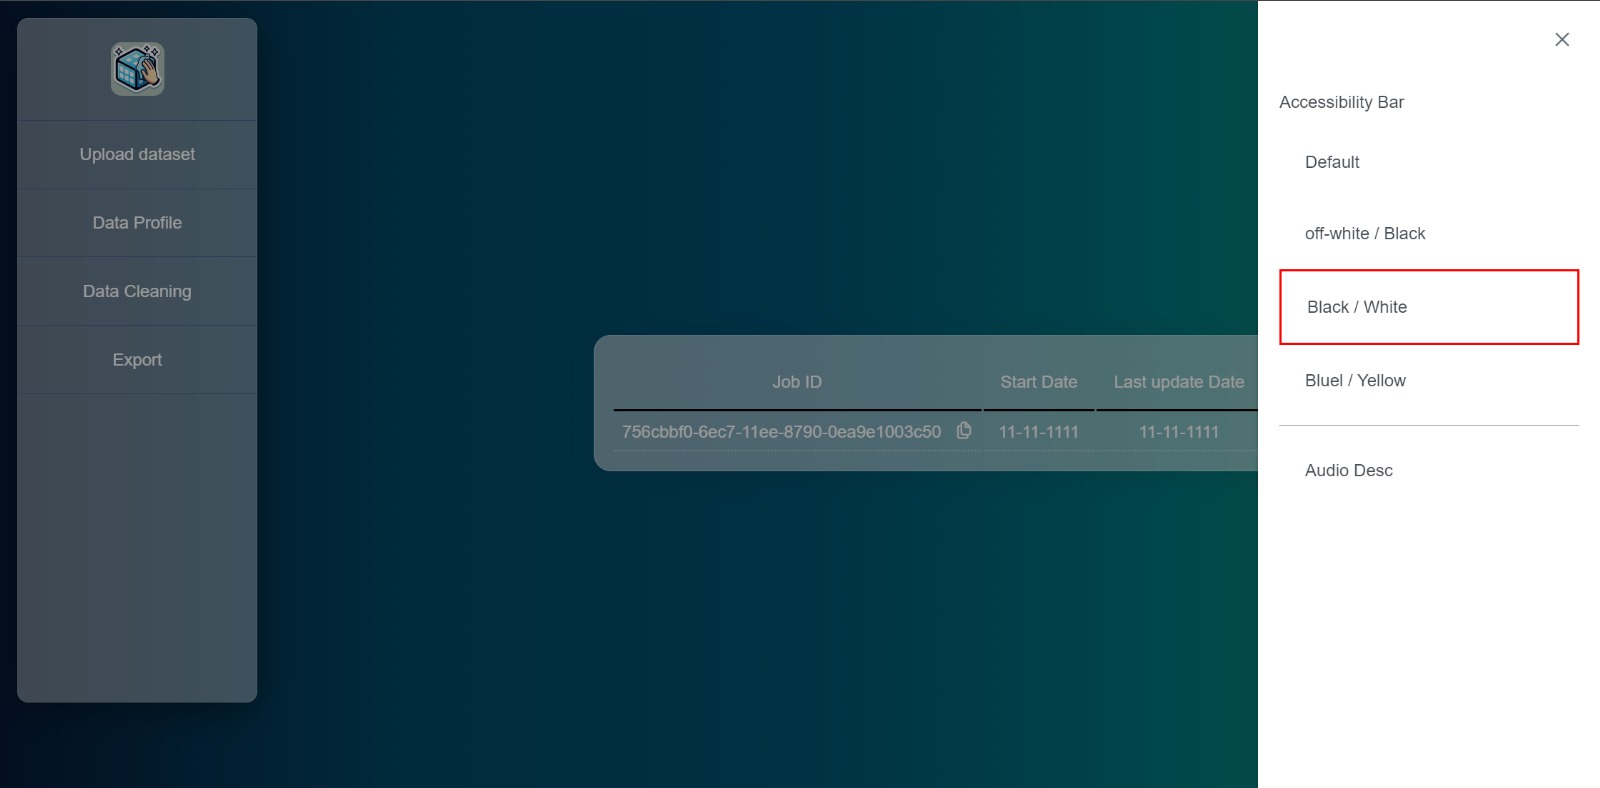 Upload dataset
Data Profile
Data Cleaning
Export
Job ID Start Date Last update Date
756cbbf0-6ec7-11ee-8790-0ea9e1003c50 11-11-1111 11-11-1111
Accessibility Bar
Default
off-white / Black
Black / White
Bluel / Yellow
Audio Desc